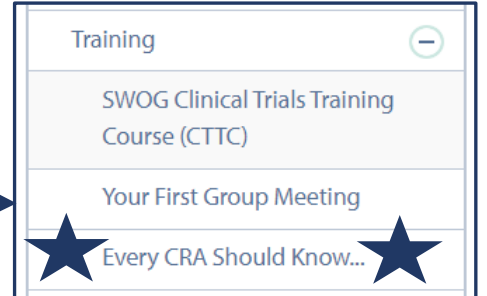 Training
SWOG Clinical Trials Training
Course (CTTC)
Your First Group Meeting
Every CRA Should Know...